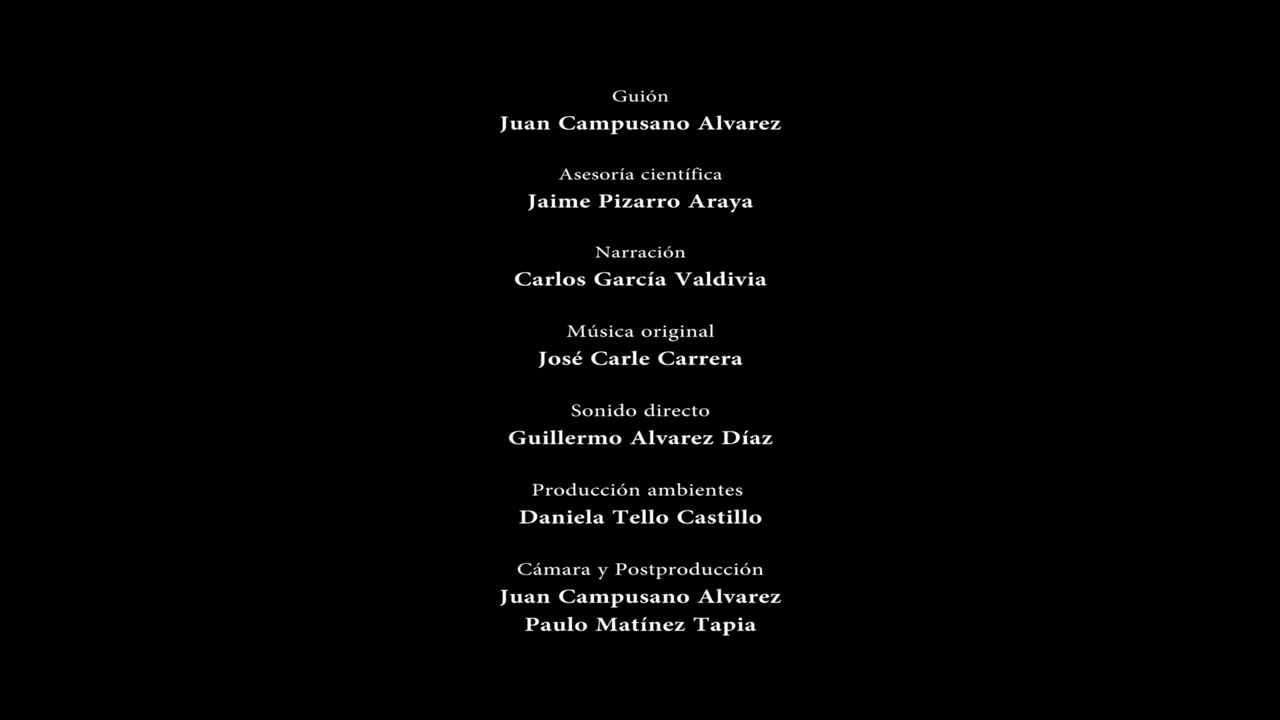 Guión
Juan Campusano Alvarez
Asesoría científica
Jaime Pizarro Araya
Narración
Carlos García Valdivia
Música original
José Carle Carrera
Sonido directo
Guillermo Alvarez Díaz
Producción ambientes
Daniela Tello Castillo
Cámara y Postproducción
Juan Campusano Alvarez
Paulo Matínez Tapia